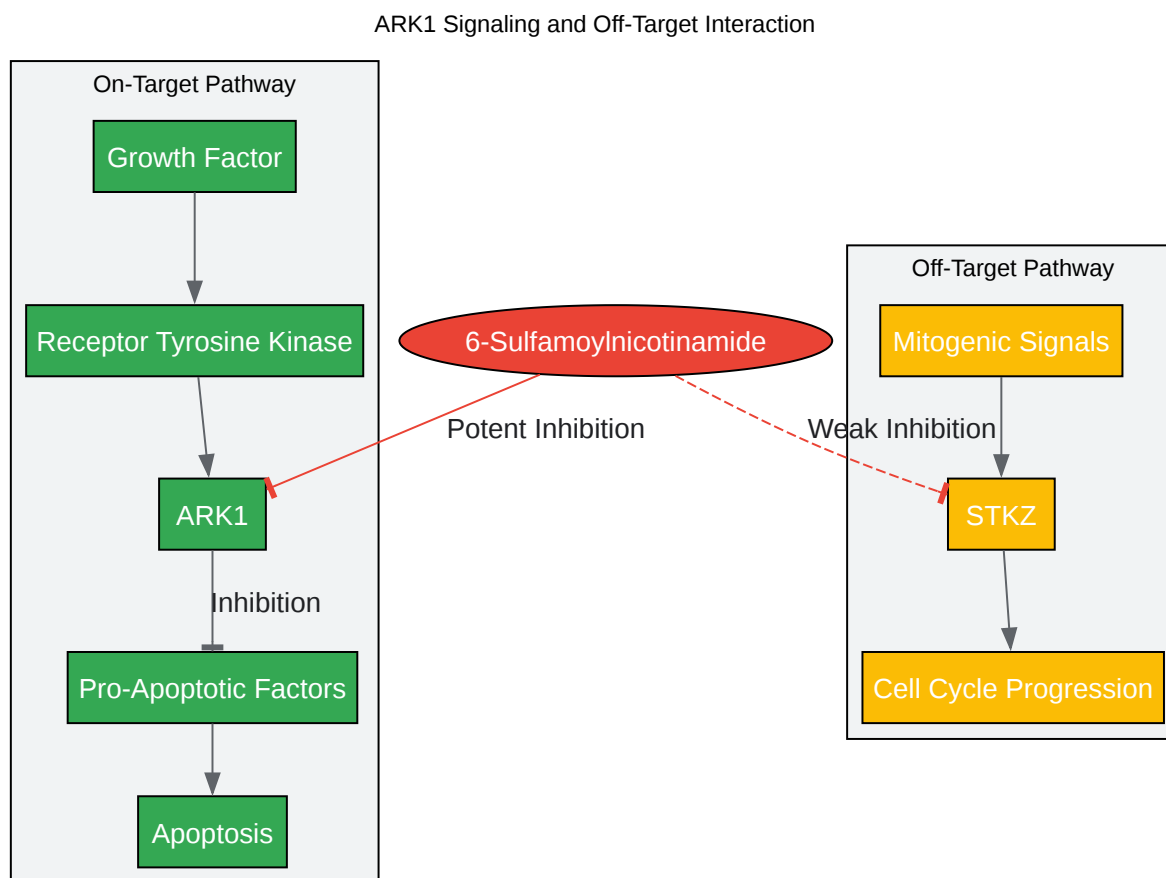 ARK1 Signaling and Off-Target Interaction
On-Target Pathway
Growth Factor
Receptor Tyrosine Kinase
ARK1
Inhibition
Pro-Apoptotic Factors
Apoptosis
6-Sulfamoylnicotinamide
Potent Inhibition
Weak Inhibition
Off-Target Pathway
Mitogenic Signals
STKZ
Cell Cycle Progression